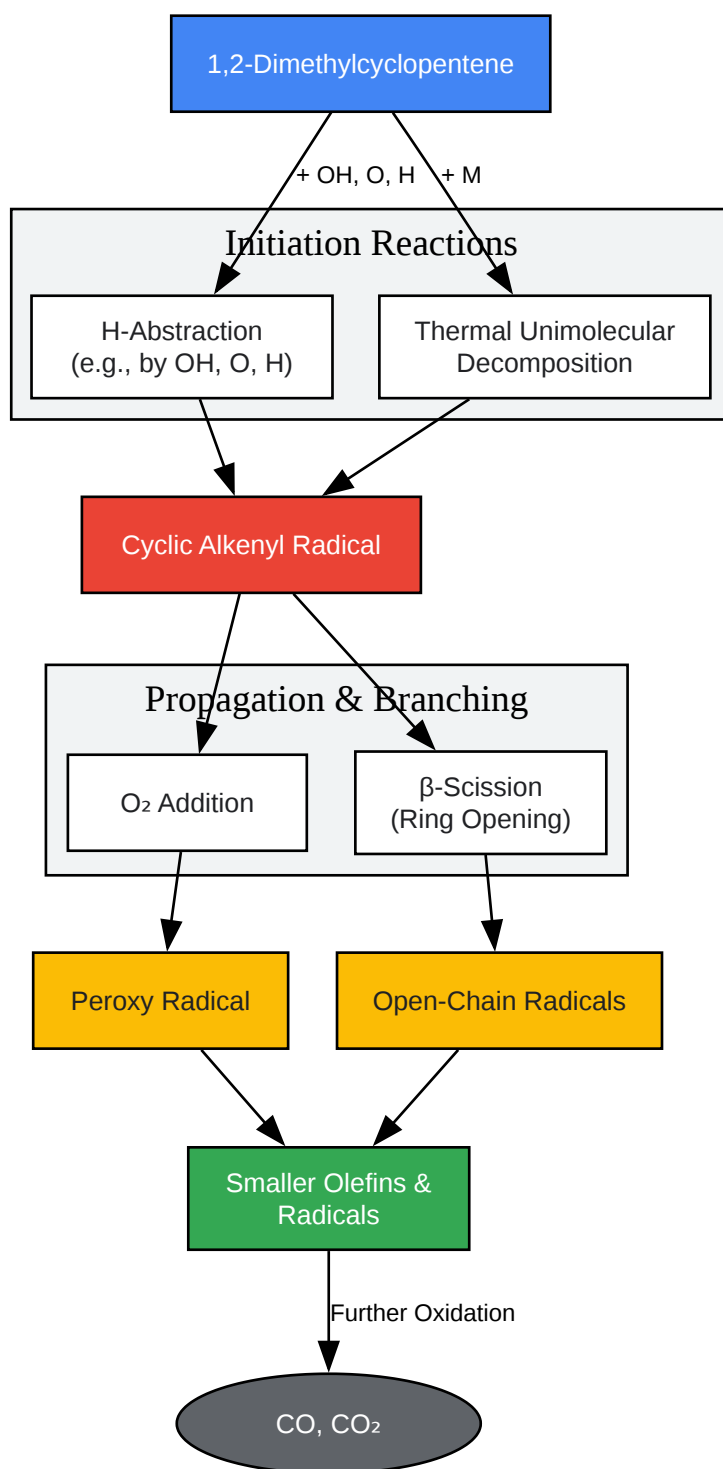 1,2-Dimethylcyclopentene
+ OH, O, H
+ M
Initiation Reactions
H-Abstraction
(e.g., by OH, O, H)
Thermal Unimolecular
Decomposition
Cyclic Alkenyl Radical
Propagation & Branching
O₂ Addition
β-Scission
(Ring Opening)
Peroxy Radical
Open-Chain Radicals
Smaller Olefins &
Radicals
Further Oxidation
CO, CO₂